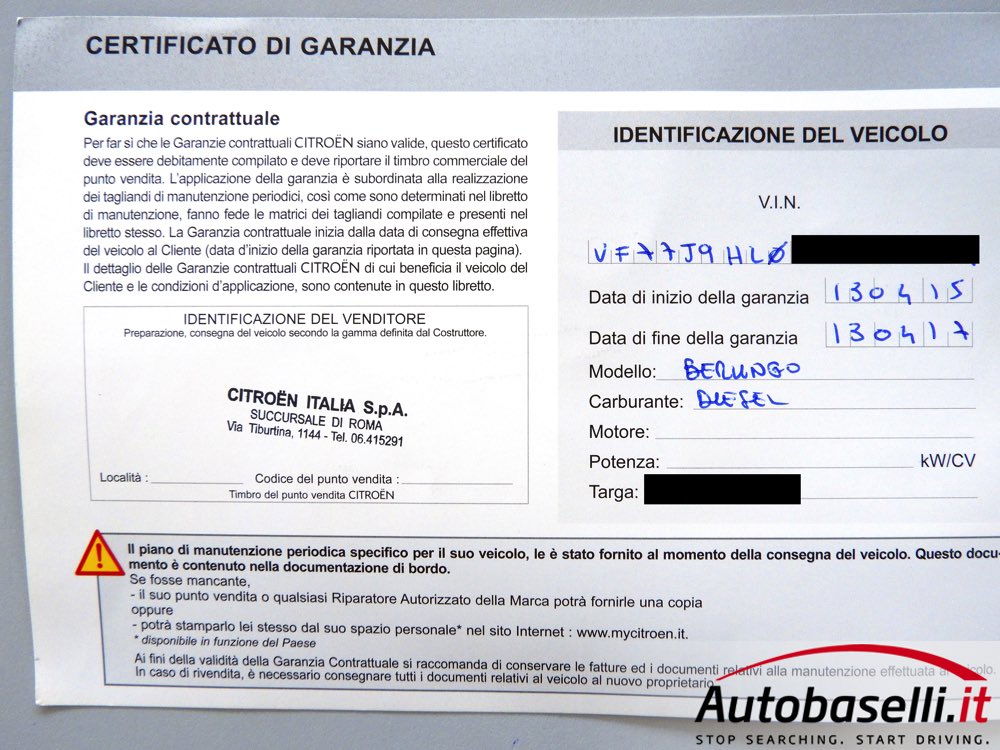 CERTIFICATO DI GARANZIA
Garanzia contrattuale
Per far sì che le Garanzie contrattuali CITROËN siano valide, questo certificato
deve essere debitamente compilato e deve riportare il timbro commerciale del
punto vendita. L'applicazione della garanzia è subordinata alla realizzazione
dei tagliandi di manutenzione periodici, così come sono determinati nel libretto
di manutenzione, fanno fede le matrici dei tagliandi compilate e presenti nel
libretto stesso. La Garanzia contrattuale inizia dalla data di consegna effettiva
del veicolo al Cliente (data d'inizio della garanzia riportata in questa pagina).
Il dettaglio delle Garanzie contrattuali CITROËN di cui beneficia il veicolo del
Cliente e le condizioni d'applicazione, sono contenute in questo libretto.
IDENTIFICAZIONE DEL VENDITORE
Preparazione, consegna del veicolo secondo la gamma definita dal Costruttore.
CITROËN ITALIA S.p.A.
SUCCURSALE DI ROMA
Via Tiburtina, 1144 - Tel. 06.415291
Località : Codice del punto vendita :
Timbro del punto vendita CITROËN
IDENTIFICAZIONE DEL VEICOLO
V.I.N.
VF77J9HL0
Data di inizio della garanzia 130415
Data di fine della garanzia 130417
Modello: BERLINGO
Carburante: DIESEL
Motore:
Potenza: kW/CV
Targa:
Il piano di manutenzione periodica specifico per il suo veicolo, le è stato fornito al momento della consegna del veicolo. Questo docu-
mento è contenuto nella documentazione di bordo.
Se fosse mancante,
- il suo punto vendita o qualsiasi Riparatore Autorizzato della Marca potrà fornirle una copia
oppure
- potrà stamparlo lei stesso dal suo spazio personale* nel sito Internet : www.mycitroen.it.
* disponibile in funzione del Paese
Ai fini della validità della Garanzia Contrattuale si raccomanda di conservare le fatture ed i documenti relativi alla manutenzione effettuata al veicolo.
In caso di rivendita, è necessario consegnare tutti i documenti relativi al veicolo al nuovo proprietario.
Autobaselli.it
STOP SEARCHING. START DRIVING.